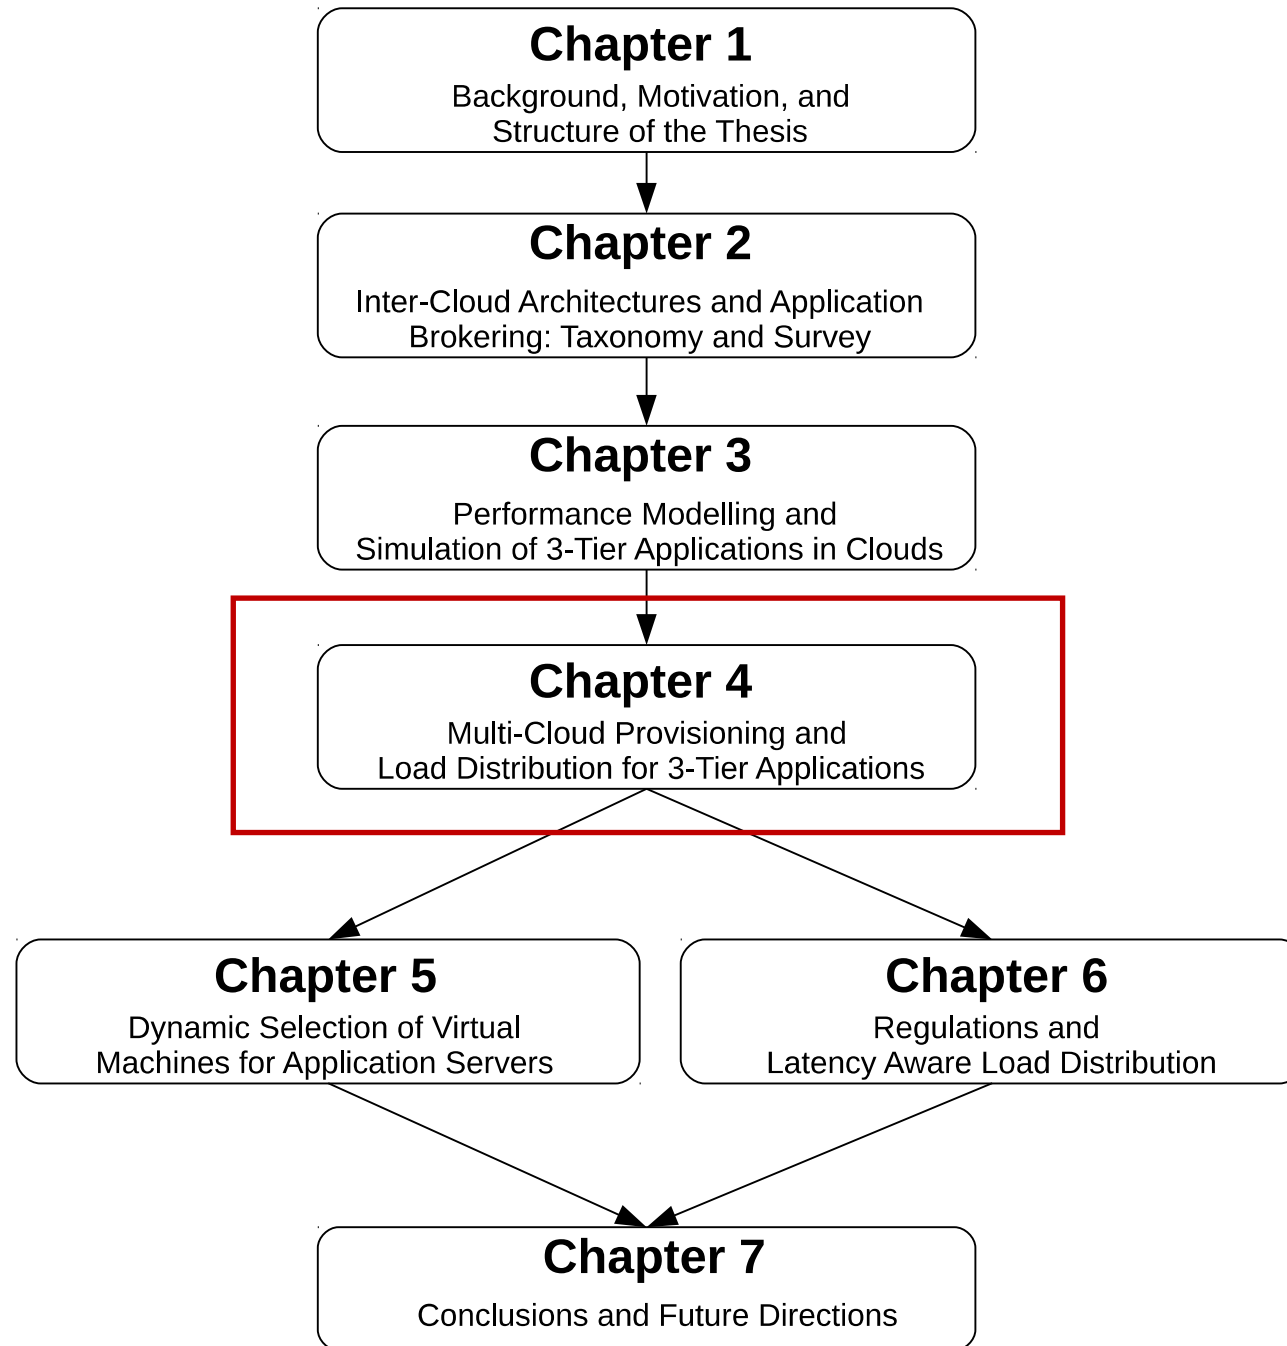 Chapter 1
Background, Motivation, and
Structure of the Thesis
Chapter 2
Inter-Cloud Architectures and Application
Brokering: Taxonomy and Survey
Chapter 3
Performance Modelling and
Simulation of 3-Tier Applications in Clouds
Chapter 4
Multi-Cloud Provisioning and
Load Distribution for 3-Tier Applications
Chapter 5
Dynamic Selection of Virtual
Machines for Application Servers
Chapter 6
Regulations and
Latency Aware Load Distribution
Chapter 7
Conclusions and Future Directions